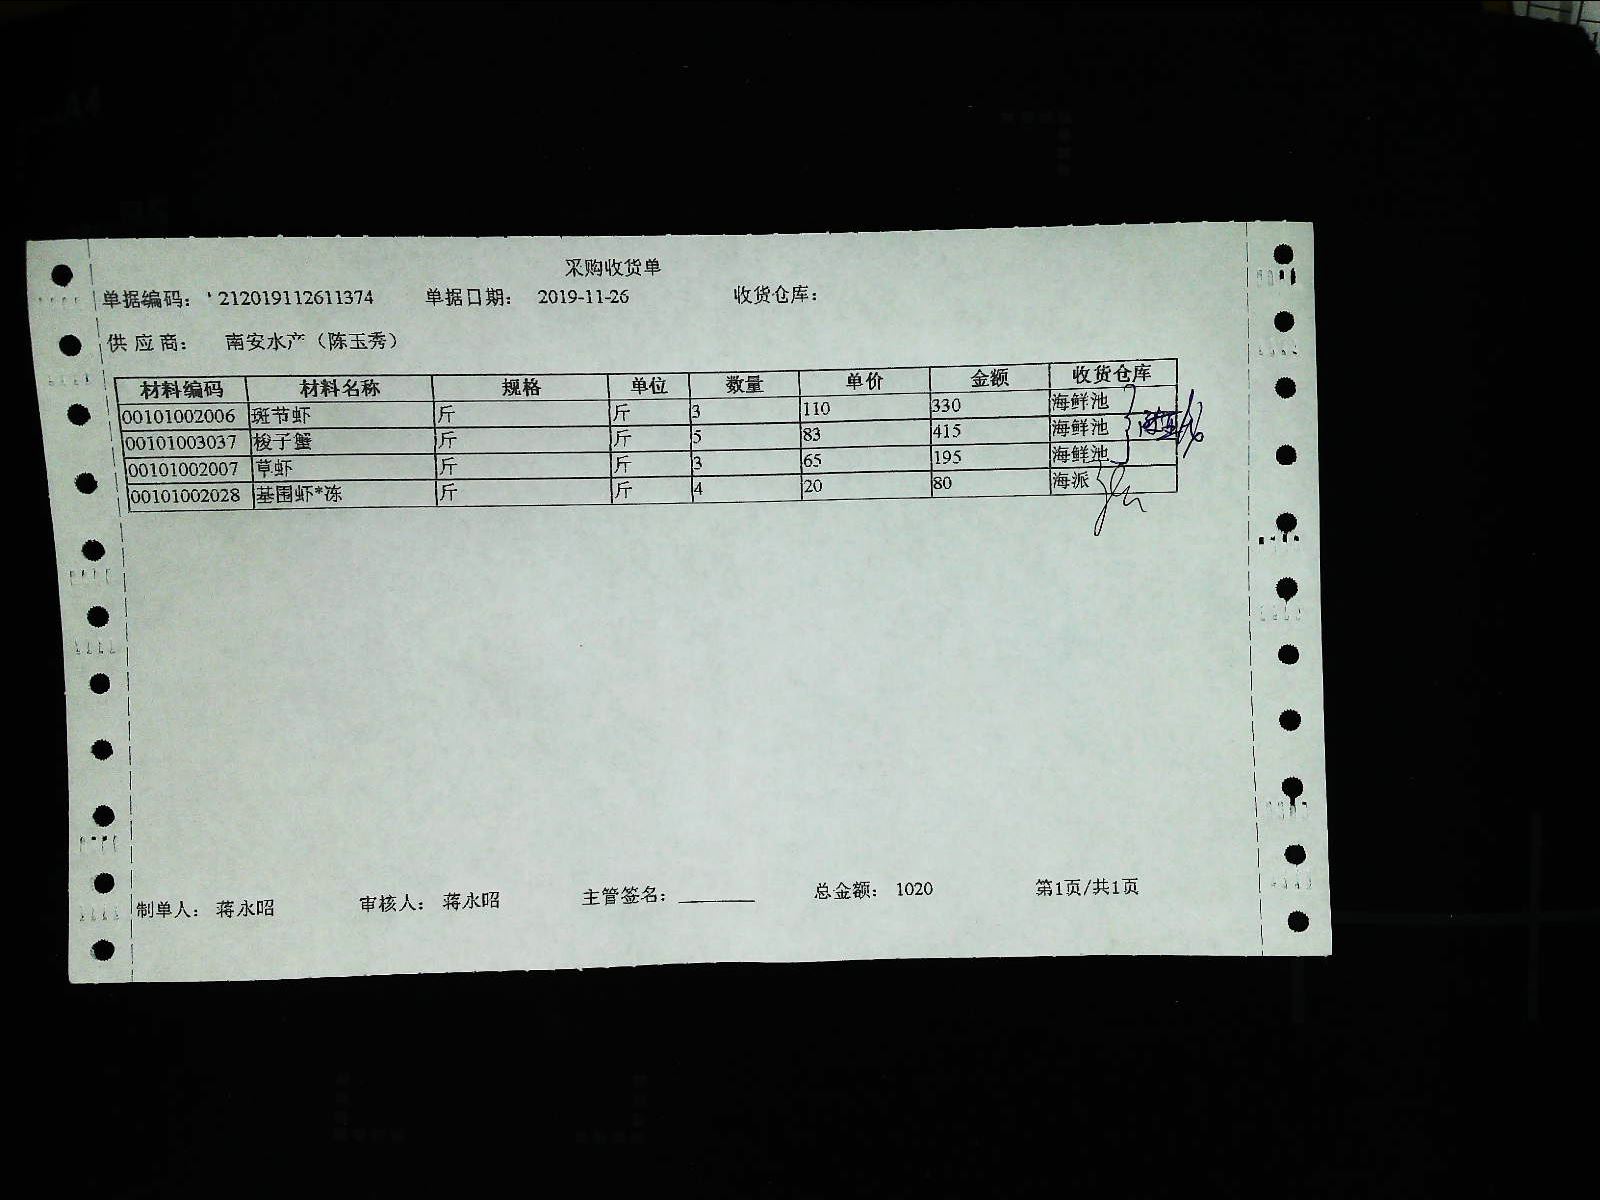 采购收货单
单据编码： 212019112611374 单据日期： 2019-11-26 收货仓库：
供 应 商： 南安水产（陈玉秀）
材料编码 材料名称 规格 单位 数量 单价 金额 收货仓库
00101002006 斑节虾 斤 斤 3 110 330 海鲜池
00101003037 梭子蟹 斤 斤 5 83 415 海鲜池
00101002007 草虾 斤 斤 3 65 195 海鲜池
00101002028 基围虾*冻 斤 斤 4 20 80 海派
制单人： 蒋永昭 审核人： 蒋永昭 主管签名：________ 总金额： 1020 第1页/共1页